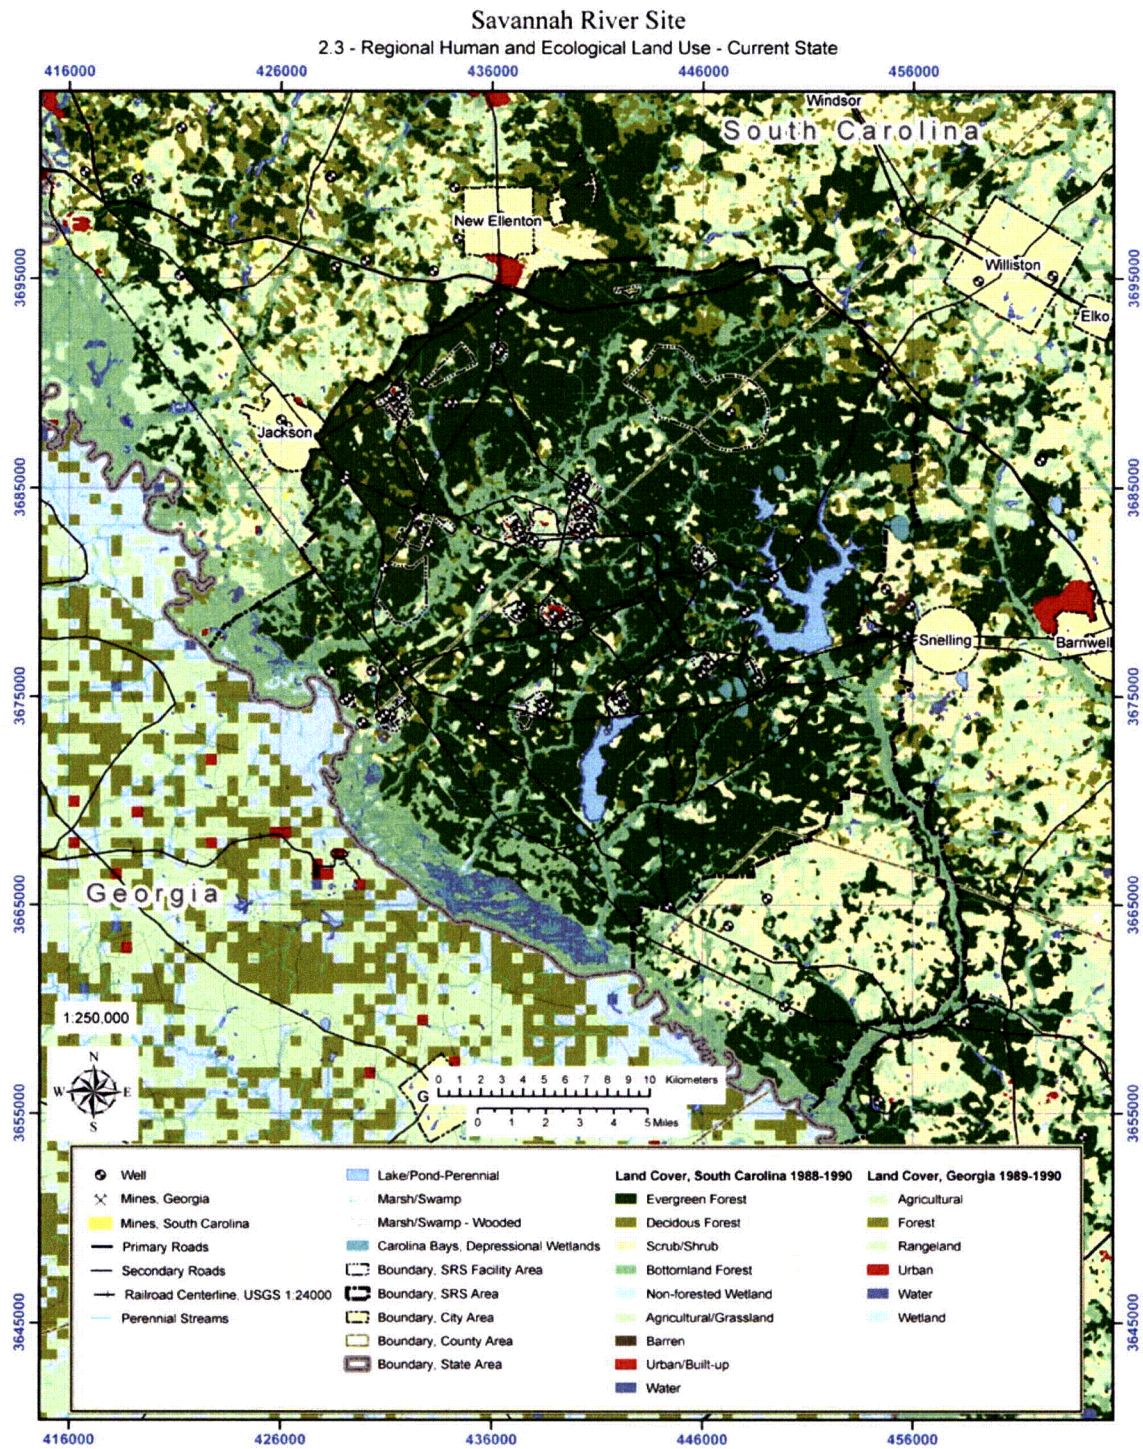 Savannah River Site
2.3 - Regional Human and Ecological Land Use - Current State
416000 426000 436000 446000 456000
Windsor
South Carolina
New Ellenton
Williston
3695000 3695000
Elko
Jackson
3685000 3685000
Snelling
Barnwell
3675000 3675000
Georgia
3665000 3665000
1:250,000
N
W E
S
0 1 2 3 4 5 6 7 8 9 10 Kilometers
G
0 1 2 3 4 5 Miles
3655000 3655000
Well
Mines, Georgia
Mines, South Carolina
Primary Roads
Secondary Roads
Railroad Centerline, USGS 1:24000
Perennial Streams
Lake/Pond-Perennial
Marsh/Swamp
Marsh/Swamp - Wooded
Carolina Bays, Depressional Wetlands
Boundary, SRS Facility Area
Boundary, SRS Area
Boundary, City Area
Boundary, County Area
Boundary, State Area
Land Cover, South Carolina 1988-1990
Evergreen Forest
Decidous Forest
Scrub/Shrub
Bottomland Forest
Non-forested Wetland
Agricultural/Grassland
Barren
Urban/Built-up
Water
Land Cover, Georgia 1989-1990
Agricultural
Forest
Rangeland
Urban
Water
Wetland
3645000 3645000
416000 426000 436000 446000 456000